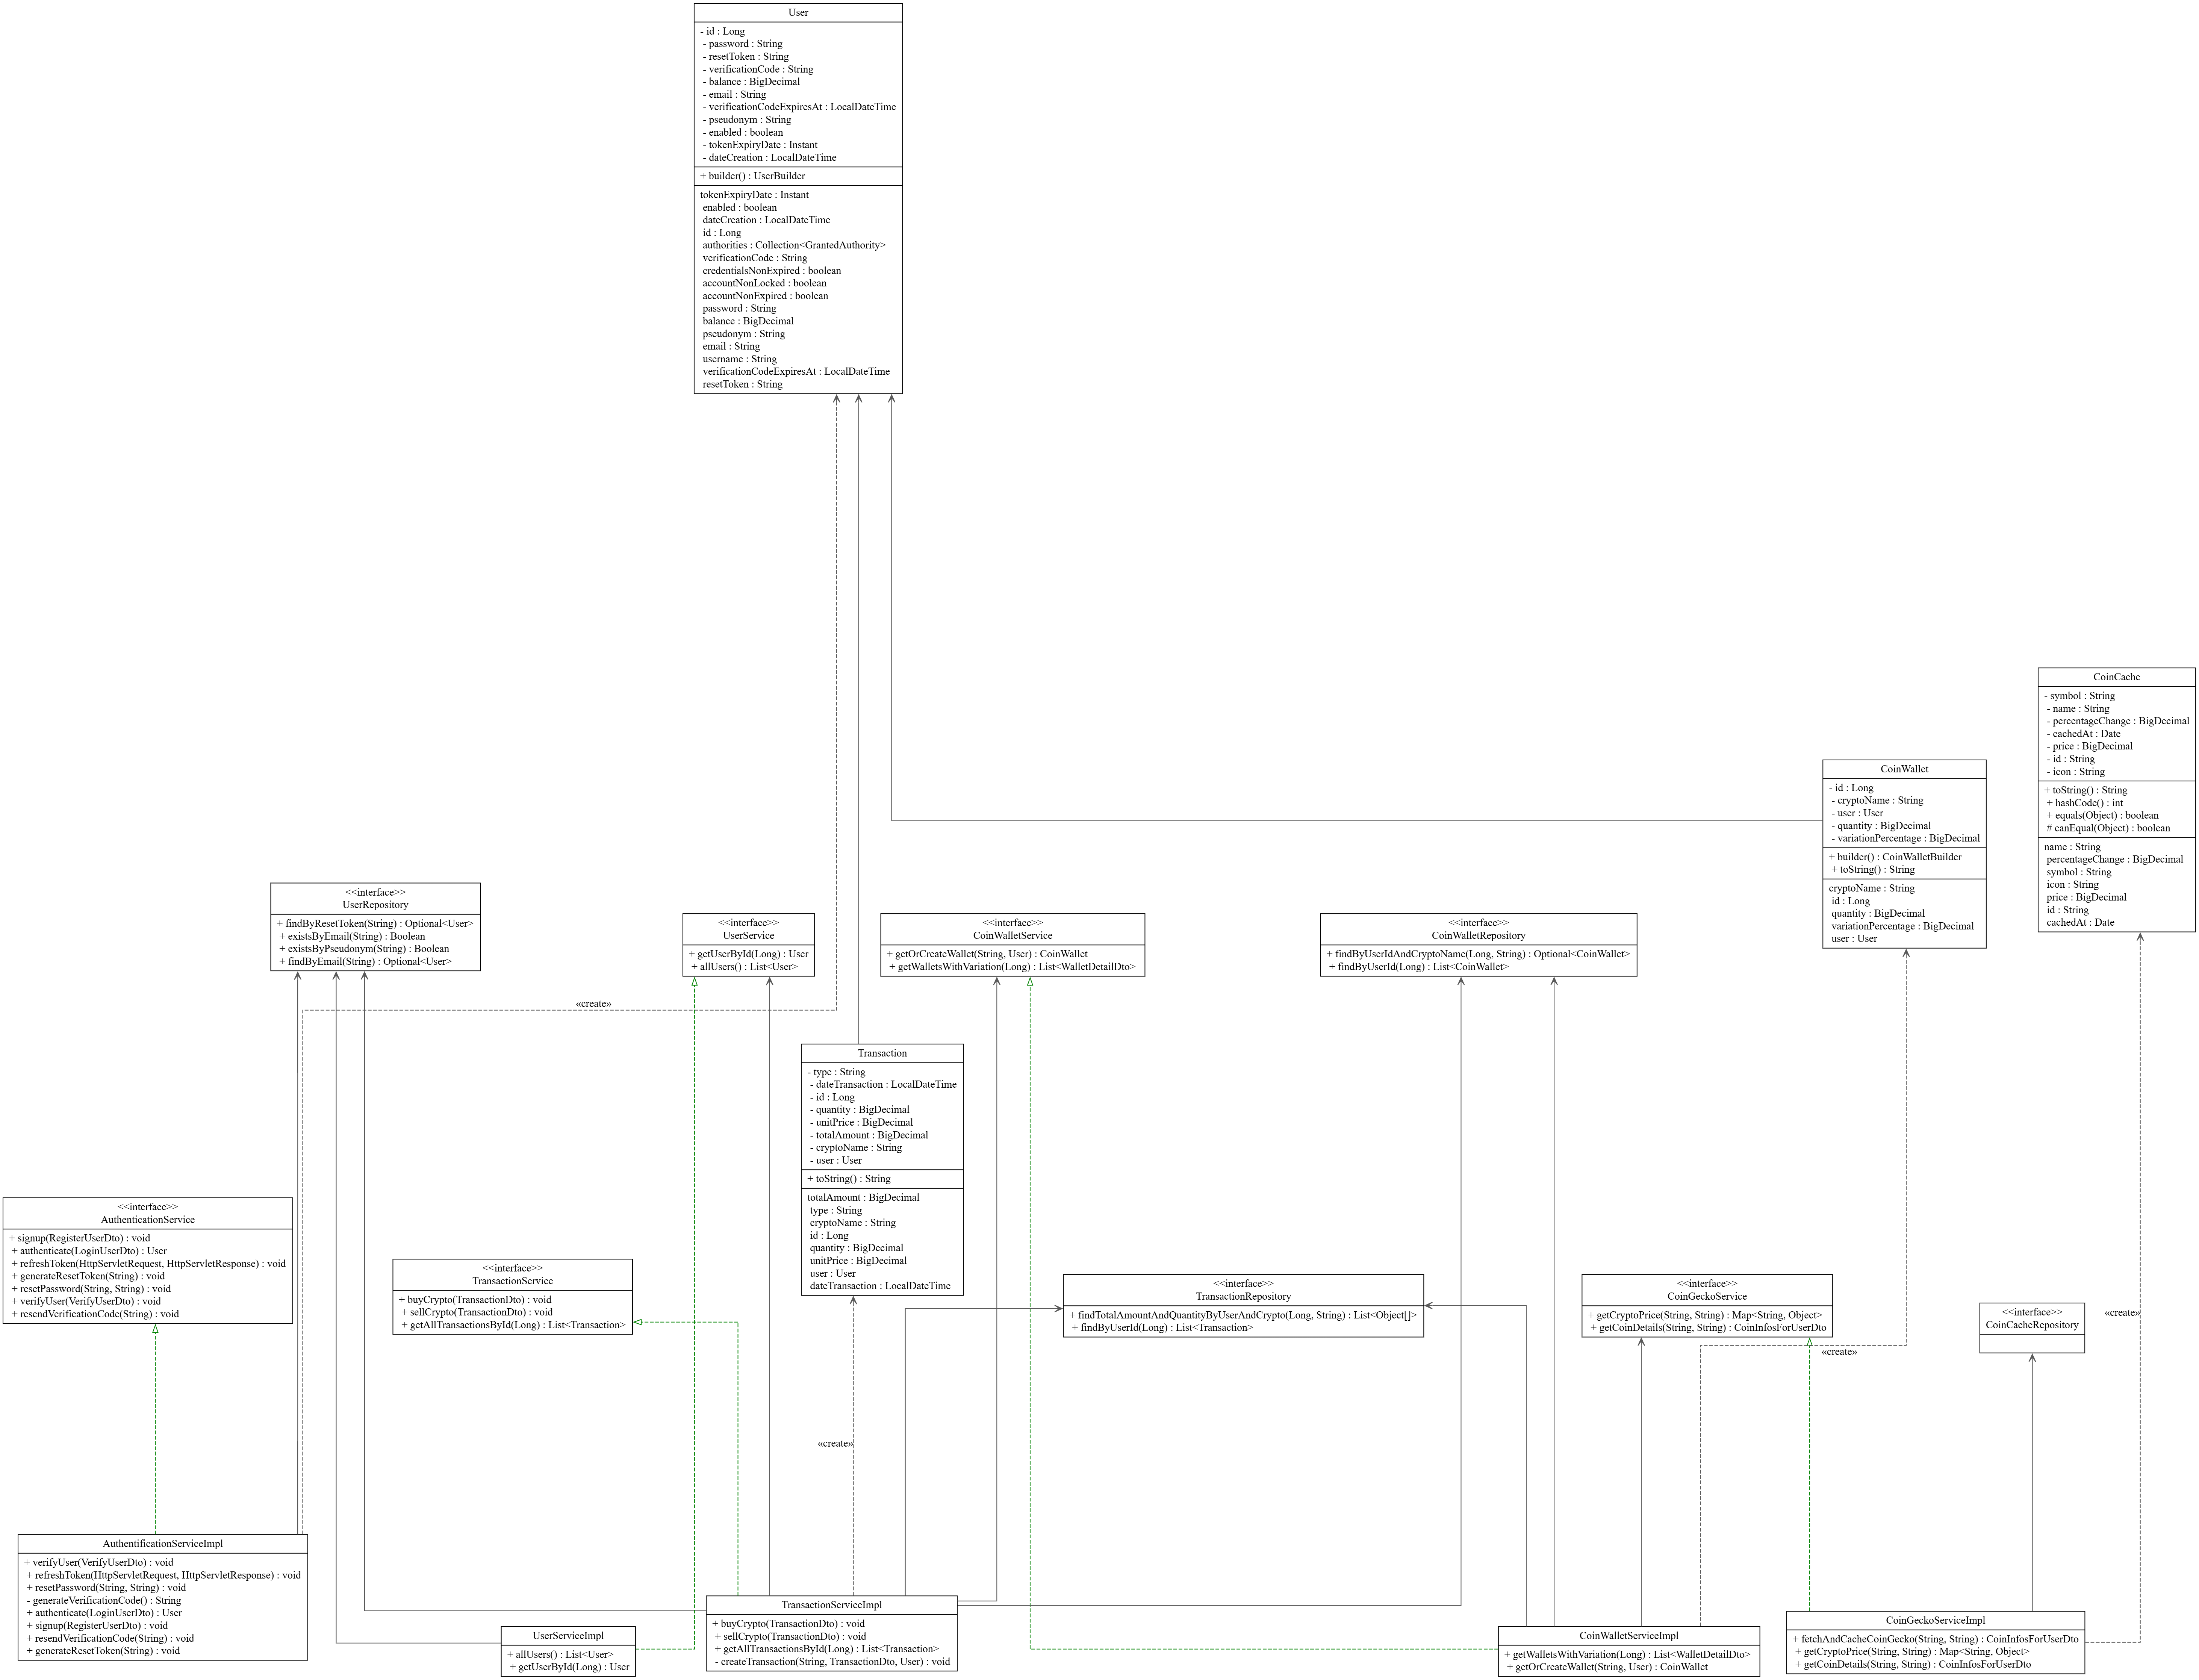 User
- id : Long
- password : String
- resetToken : String
- verificationCode : String
- balance : BigDecimal
- email : String
- verificationCodeExpiresAt : LocalDateTime
- pseudonym : String
- enabled : boolean
- tokenExpiryDate : Instant
- dateCreation : LocalDateTime
+ builder() : UserBuilder
tokenExpiryDate : Instant
enabled : boolean
dateCreation : LocalDateTime
id : Long
authorities : Collection<GrantedAuthority>
verificationCode : String
credentialsNonExpired : boolean
accountNonLocked : boolean
accountNonExpired : boolean
password : String
balance : BigDecimal
pseudonym : String
email : String
username : String
verificationCodeExpiresAt : LocalDateTime
resetToken : String
CoinCache
- symbol : String
- name : String
- percentageChange : BigDecimal
- cachedAt : Date
- price : BigDecimal
- id : String
- icon : String
+ toString() : String
+ hashCode() : int
+ equals(Object) : boolean
# canEqual(Object) : boolean
name : String
percentageChange : BigDecimal
symbol : String
icon : String
price : BigDecimal
id : String
cachedAt : Date
CoinWallet
- id : Long
- cryptoName : String
- user : User
- quantity : BigDecimal
- variationPercentage : BigDecimal
+ builder() : CoinWalletBuilder
+ toString() : String
cryptoName : String
id : Long
quantity : BigDecimal
variationPercentage : BigDecimal
user : User
<<interface>>
UserRepository
+ findByResetToken(String) : Optional<User>
+ existsByEmail(String) : Boolean
+ existsByPseudonym(String) : Boolean
+ findByEmail(String) : Optional<User>
<<interface>>
UserService
+ getUserById(Long) : User
+ allUsers() : List<User>
<<interface>>
CoinWalletService
+ getOrCreateWallet(String, User) : CoinWallet
+ getWalletsWithVariation(Long) : List<WalletDetailDto>
<<interface>>
CoinWalletRepository
+ findByUserIdAndCryptoName(Long, String) : Optional<CoinWallet>
+ findByUserId(Long) : List<CoinWallet>
«create»
Transaction
- type : String
- dateTransaction : LocalDateTime
- id : Long
- quantity : BigDecimal
- unitPrice : BigDecimal
- totalAmount : BigDecimal
- cryptoName : String
- user : User
+ toString() : String
totalAmount : BigDecimal
type : String
cryptoName : String
id : Long
quantity : BigDecimal
unitPrice : BigDecimal
user : User
dateTransaction : LocalDateTime
<<interface>>
AuthenticationService
+ signup(RegisterUserDto) : void
+ authenticate(LoginUserDto) : User
+ refreshToken(HttpServletRequest, HttpServletResponse) : void
+ generateResetToken(String) : void
+ resetPassword(String, String) : void
+ verifyUser(VerifyUserDto) : void
+ resendVerificationCode(String) : void
<<interface>>
TransactionService
+ buyCrypto(TransactionDto) : void
+ sellCrypto(TransactionDto) : void
+ getAllTransactionsById(Long) : List<Transaction>
<<interface>>
TransactionRepository
+ findTotalAmountAndQuantityByUserAndCrypto(Long, String) : List<Object[]>
+ findByUserId(Long) : List<Transaction>
<<interface>>
CoinGeckoService
+ getCryptoPrice(String, String) : Map<String, Object>
+ getCoinDetails(String, String) : CoinInfosForUserDto
<<interface>>
CoinCacheRepository
«create»
«create»
«create»
AuthentificationServiceImpl
+ verifyUser(VerifyUserDto) : void
+ refreshToken(HttpServletRequest, HttpServletResponse) : void
+ resetPassword(String, String) : void
- generateVerificationCode() : String
+ authenticate(LoginUserDto) : User
+ signup(RegisterUserDto) : void
+ resendVerificationCode(String) : void
+ generateResetToken(String) : void
UserServiceImpl
+ allUsers() : List<User>
+ getUserById(Long) : User
TransactionServiceImpl
+ buyCrypto(TransactionDto) : void
+ sellCrypto(TransactionDto) : void
+ getAllTransactionsById(Long) : List<Transaction>
- createTransaction(String, TransactionDto, User) : void
CoinWalletServiceImpl
+ getWalletsWithVariation(Long) : List<WalletDetailDto>
+ getOrCreateWallet(String, User) : CoinWallet
CoinGeckoServiceImpl
+ fetchAndCacheCoinGecko(String, String) : CoinInfosForUserDto
+ getCryptoPrice(String, String) : Map<String, Object>
+ getCoinDetails(String, String) : CoinInfosForUserDto